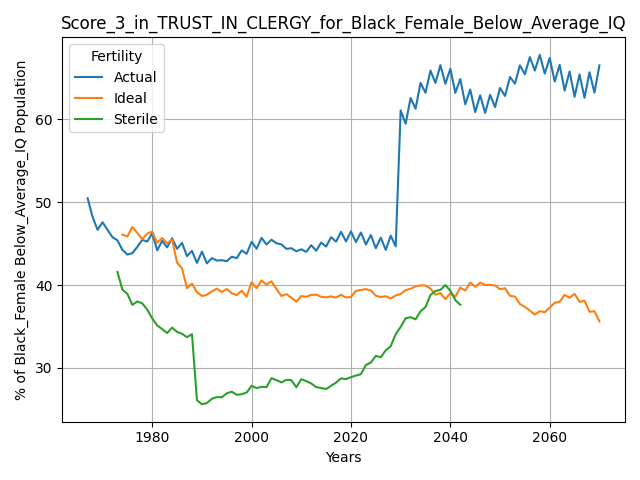 Score_3_in_TRUST_IN_CLERGY_for_Black_Female_Below_Average_IQ
Fertility
Actual
Ideal
Sterile
% of Black_Female Below_Average_IQ Population
60
50
40
30
1980
2000
2020
2040
2060
Years